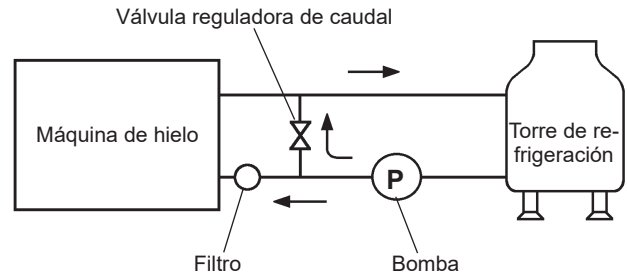 Válvula reguladora de caudal
Máquina de hielo
Torre de re-
frigeración
P
Filtro
Bomba